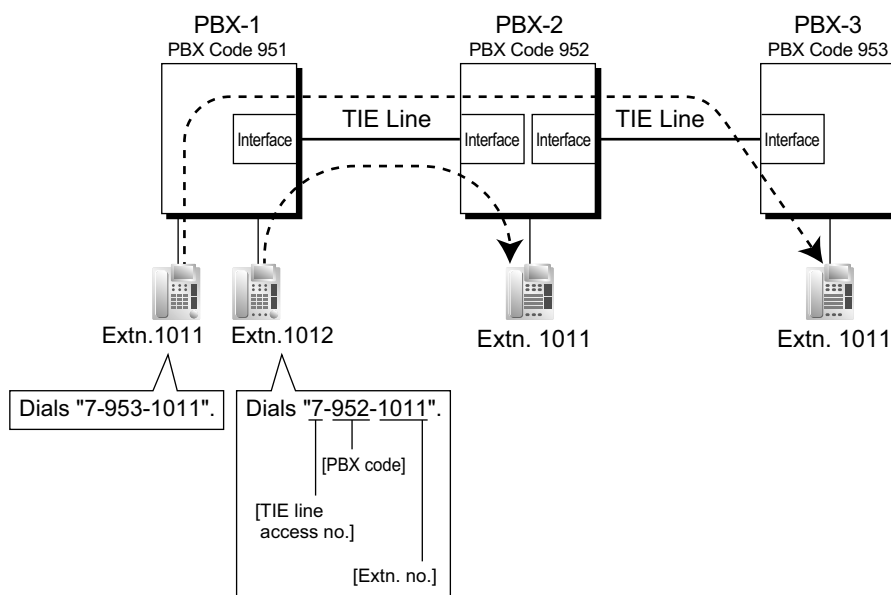 PBX-1
PBX Code 951
PBX-2
PBX Code 952
PBX-3
PBX Code 953
TIE Line
TIE Line
Interface
Interface
Interface
Interface
Extn.1011
Extn.1012
Extn. 1011
Extn. 1011
Dials "7-953-1011".
Dials "7-952-1011".
[PBX code]
[TIE line
access no.]
[Extn. no.]